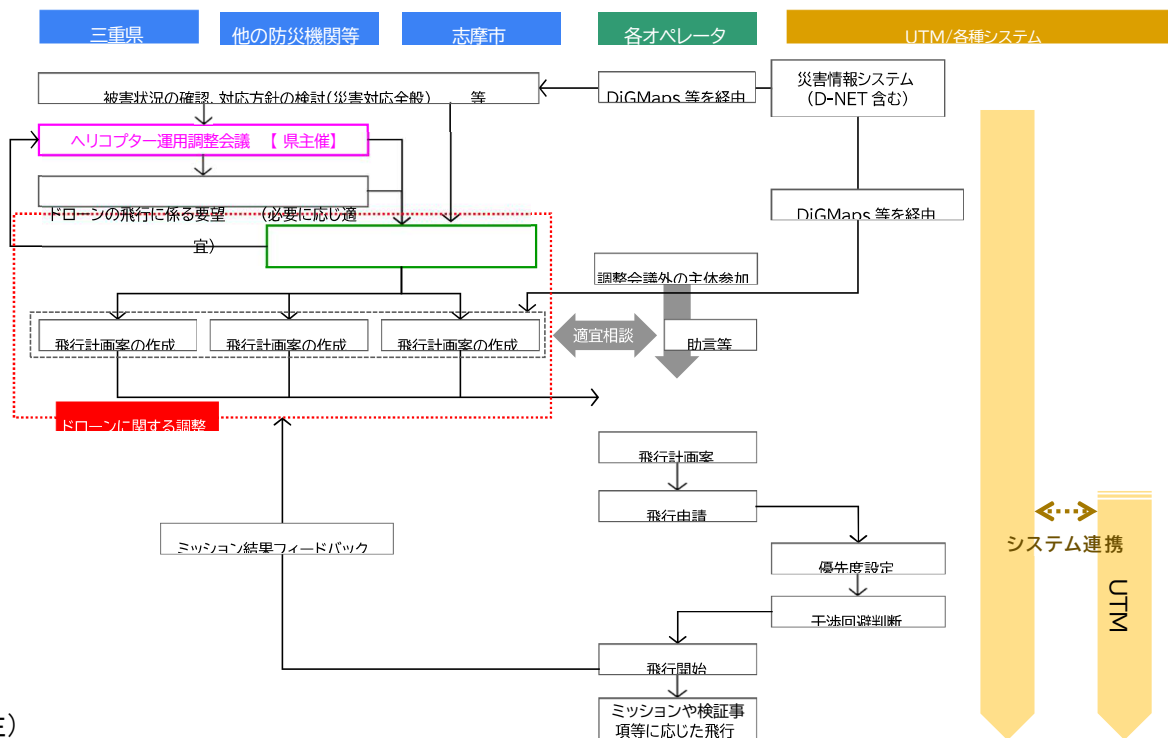 三重県
他の防災機関等
志摩市
各オペレータ
UTM/各種システム
被害状況の確認、対応方針の検討(災害対応全般) 等
DiGMaps 等を経由
災害情報システム
(D-NET 含む)
ヘリコプター運用調整会議 【 県主催】
ドローンの飛行に係る要望 (必要に応じ適
宜)
DiGMaps 等を経由
調整会議外の主体参加
飛行計画案の作成
飛行計画案の作成
飛行計画案の作成
適宜相談
助言等
ドローンに関する調整
飛行計画案
飛行申請
ミッション結果フィードバック
優先度設定
システム連携
干渉回避判断
UTM
飛行開始
ミッションや検証事
項等に応じた飛行